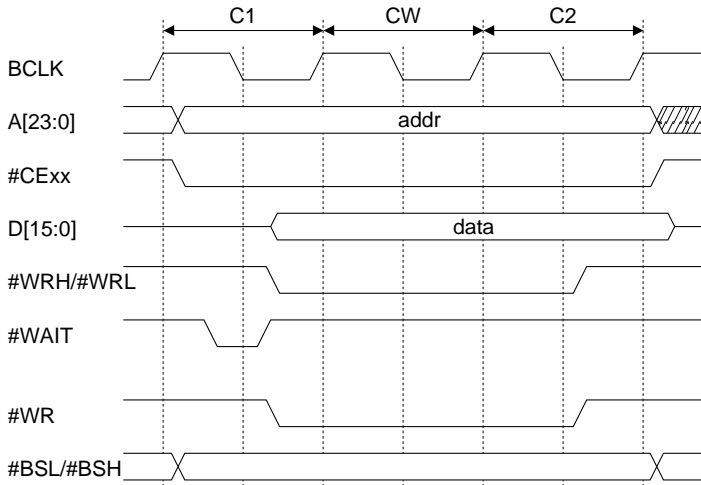 C1 CW C2
BCLK
A[23:0] addr
#CExx
D[15:0] data
#WRH/#WRL
#WAIT
#WR
#BSL/#BSH